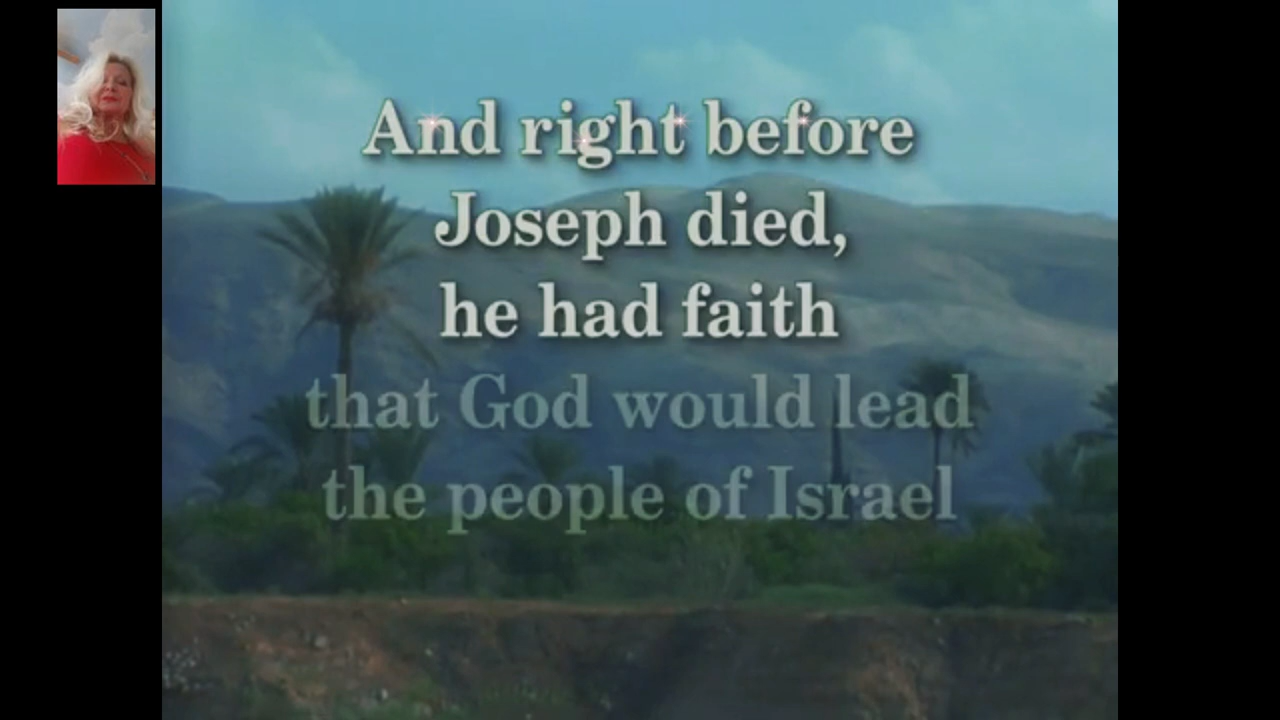 And right before
Joseph died,
he had faith
that God would lead
the people of Israel